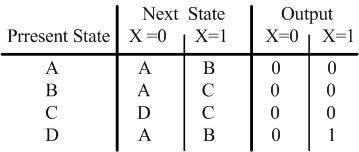 Next State Output
Prresent State X =0 X=1 X=0 X=1
A A B 0 0
B A C 0 0
C D C 0 0
D A B 0 1